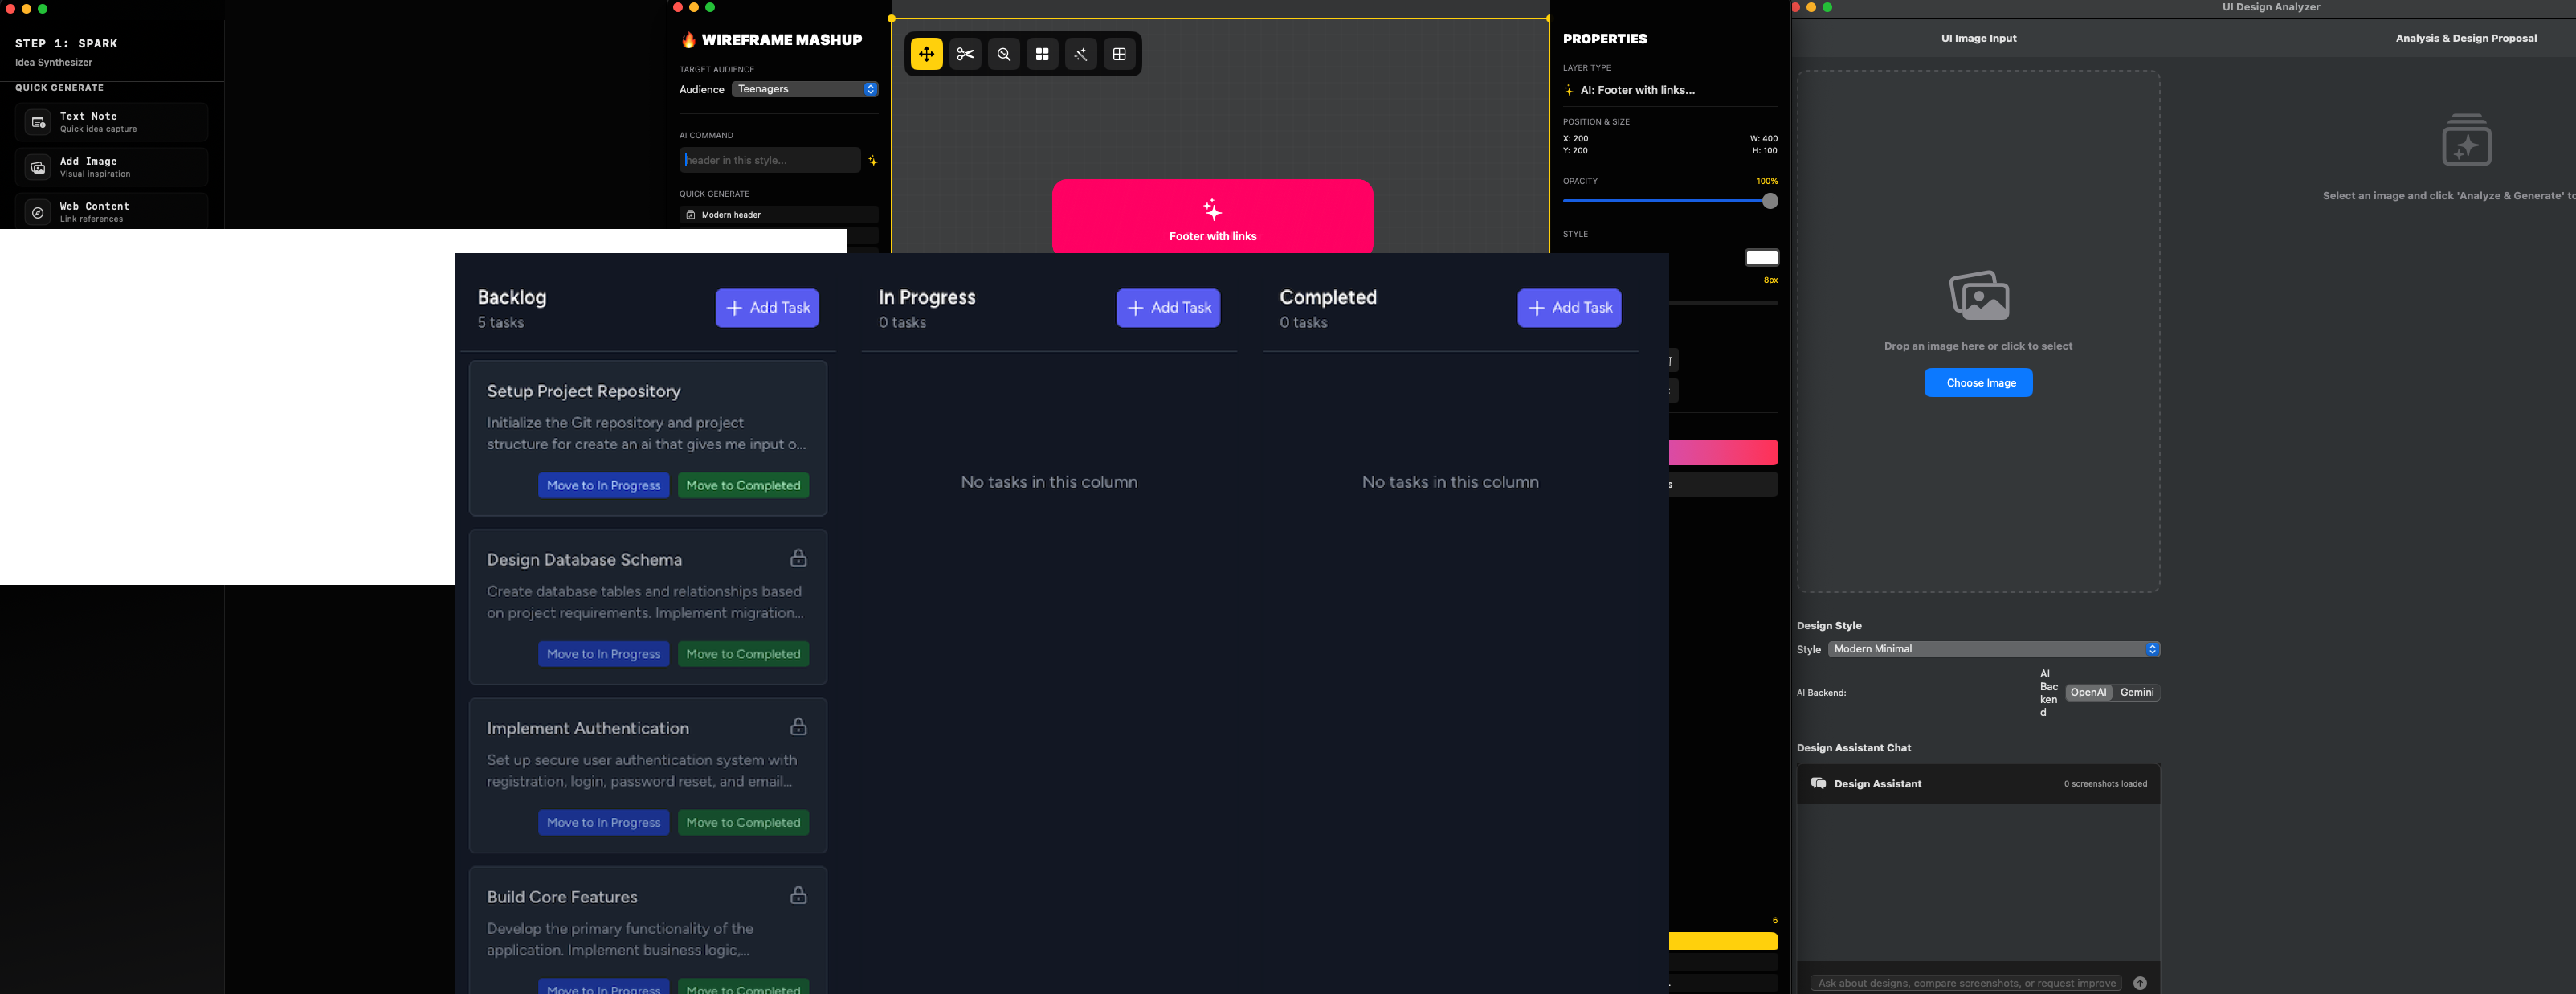 STEP 1: SPARK
Idea Synthesizer
QUICK GENERATE
Text Note
Quick idea capture
Add Image
Visual inspiration
Web Content
Link references
WIREFRAME MASHUP
TARGET AUDIENCE
Audience
Teenagers
AI COMMAND
header in this style...
QUICK GENERATE
Modern header
Footer with links
PROPERTIES
LAYER TYPE
AI: Footer with links...
POSITION & SIZE
X: 200
W: 400
Y: 200
H: 100
OPACITY
100%
STYLE
8px
s
6
Backlog
5 tasks
Add Task
In Progress
0 tasks
Add Task
Completed
0 tasks
Add Task
Setup Project Repository
Initialize the Git repository and project
structure for create an ai that gives me input o...
Move to In Progress
Move to Completed
Design Database Schema
Create database tables and relationships based
on project requirements. Implement migration...
Move to In Progress
Move to Completed
Implement Authentication
Set up secure user authentication system with
registration, login, password reset, and email...
Move to In Progress
Move to Completed
Build Core Features
Develop the primary functionality of the
application. Implement business logic,...
Move to In Progress
Move to Completed
No tasks in this column
No tasks in this column
UI Design Analyzer
UI Image Input
Drop an image here or click to select
Choose Image
Design Style
Style
Modern Minimal
AI Backend:
AI
Bac
ken
d
OpenAI
Gemini
Design Assistant Chat
Design Assistant
0 screenshots loaded
Ask about designs, compare screenshots, or request improve
Analysis & Design Proposal
Select an image and click 'Analyze & Generate' to